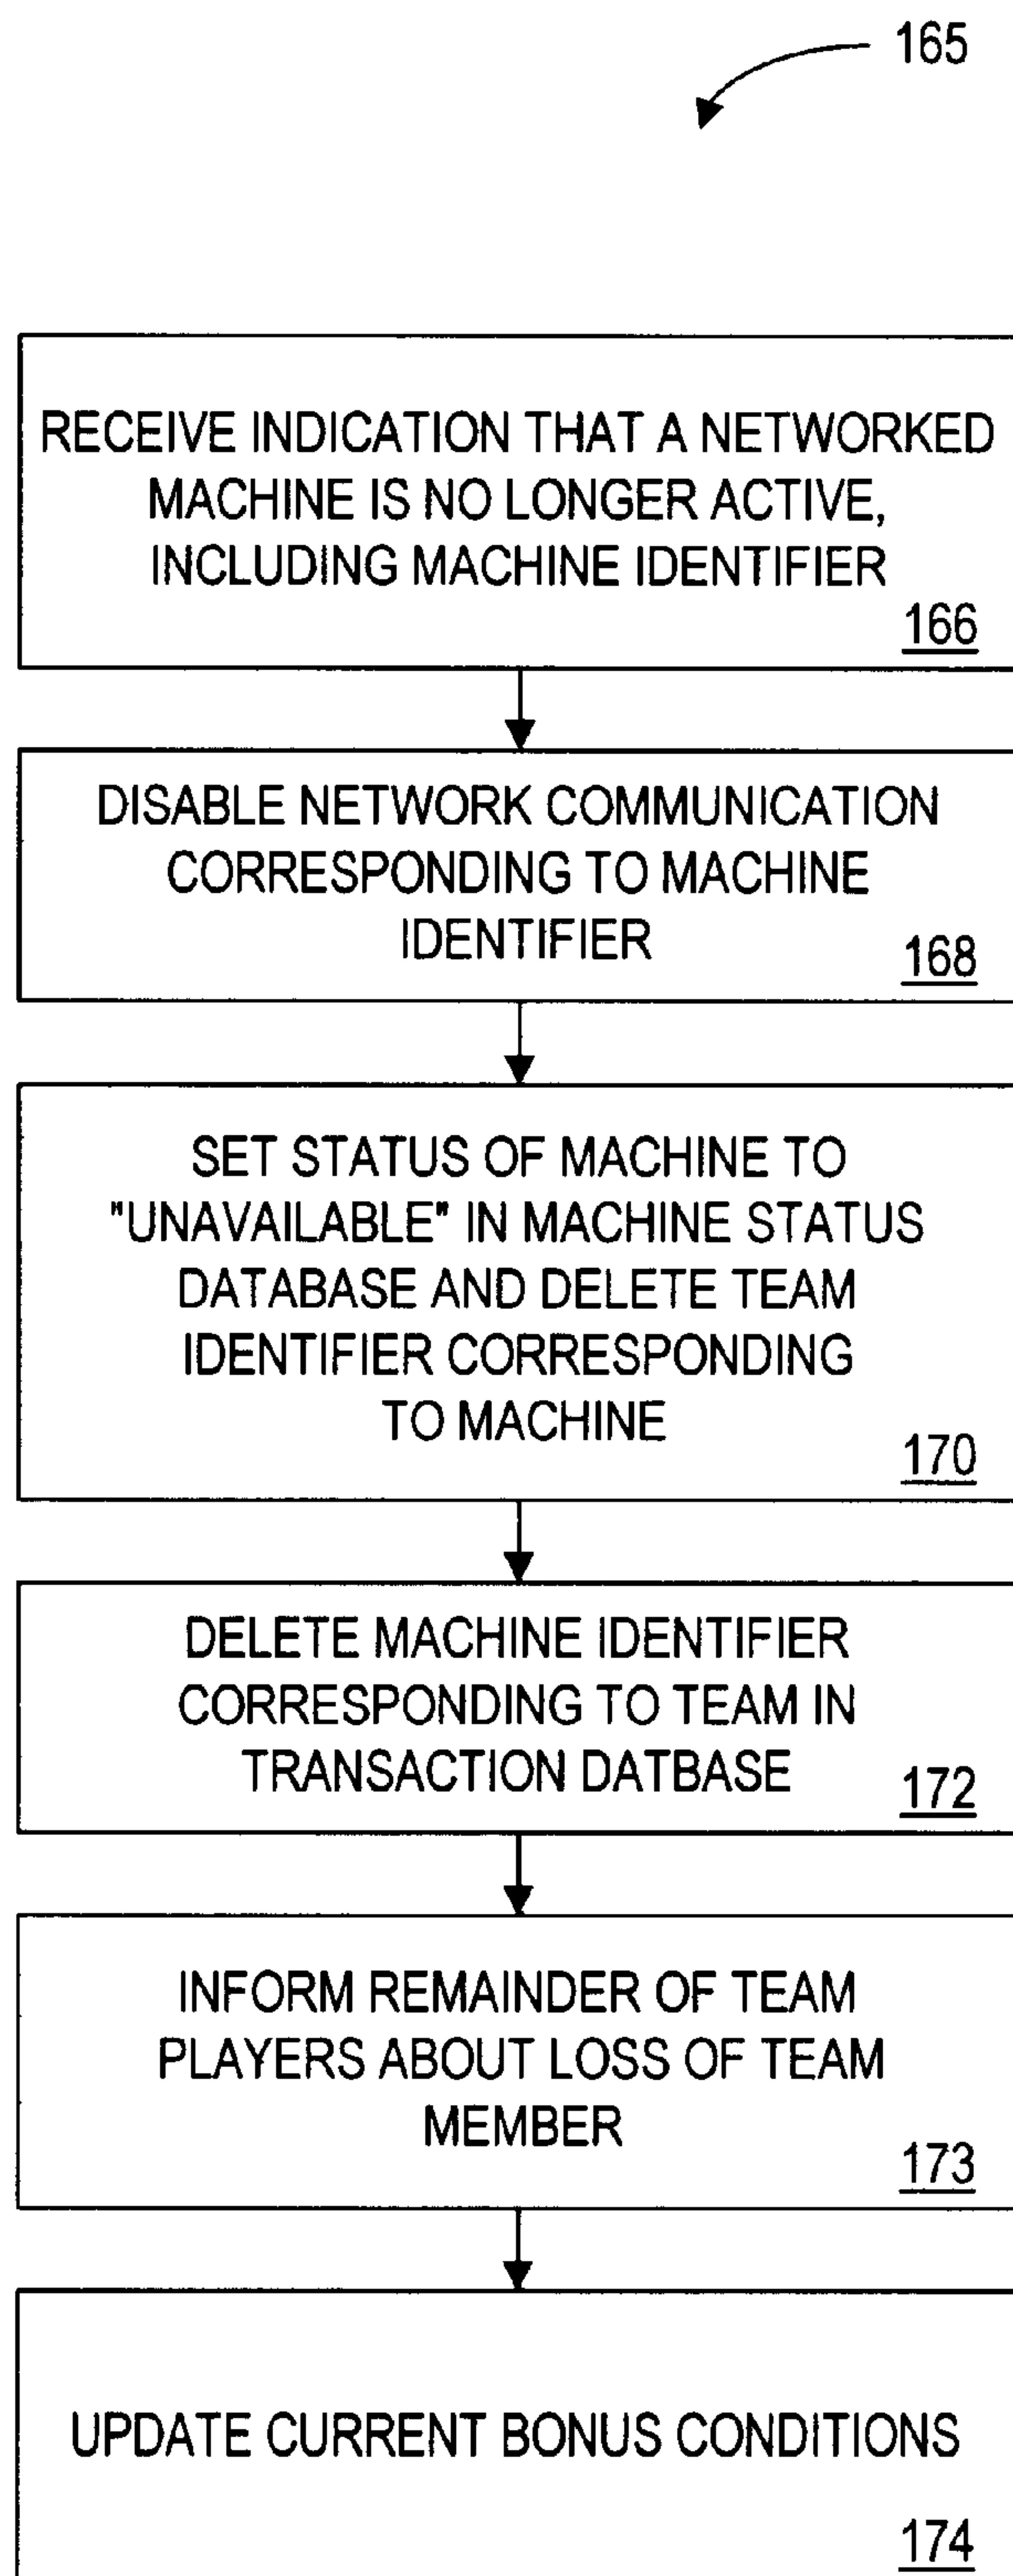 165
RECEIVE INDICATION THAT A NETWORKED
MACHINE IS NO LONGER ACTIVE,
INCLUDING MACHINE IDENTIFIER
166
DISABLE NETWORK COMMUNICATION
CORRESPONDING TO MACHINE
IDENTIFIER
168
SET STATUS OF MACHINE TO
"UNAVAILABLE" IN MACHINE STATUS
DATABASE AND DELETE TEAM
IDENTIFIER CORRESPONDING
TO MACHINE
170
DELETE MACHINE IDENTIFIER
CORRESPONDING TO TEAM IN
TRANSACTION DATBASE
172
INFORM REMAINDER OF TEAM
PLAYERS ABOUT LOSS OF TEAM
MEMBER
173
UPDATE CURRENT BONUS CONDITIONS
174